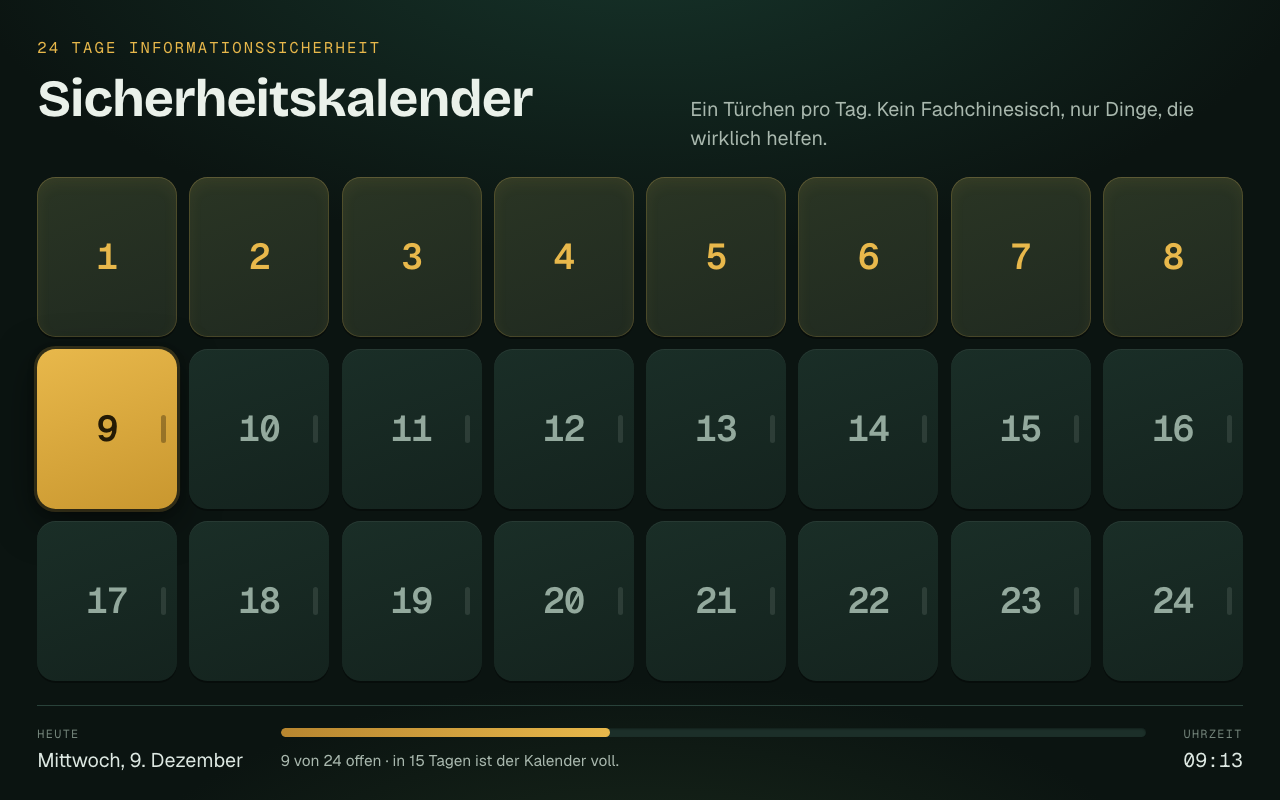 24 TAGE INFORMATIONSSICHERHEIT
Sicherheitskalender
Ein Türchen pro Tag. Kein Fachchinesisch, nur Dinge, die
wirklich helfen.
1 2 3 4 5 6 7 8
9 10 11 12 13 14 15 16
17 18 19 20 21 22 23 24
HEUTE
Mittwoch, 9. Dezember
9 von 24 offen · in 15 Tagen ist der Kalender voll.
UHRZEIT
09:13